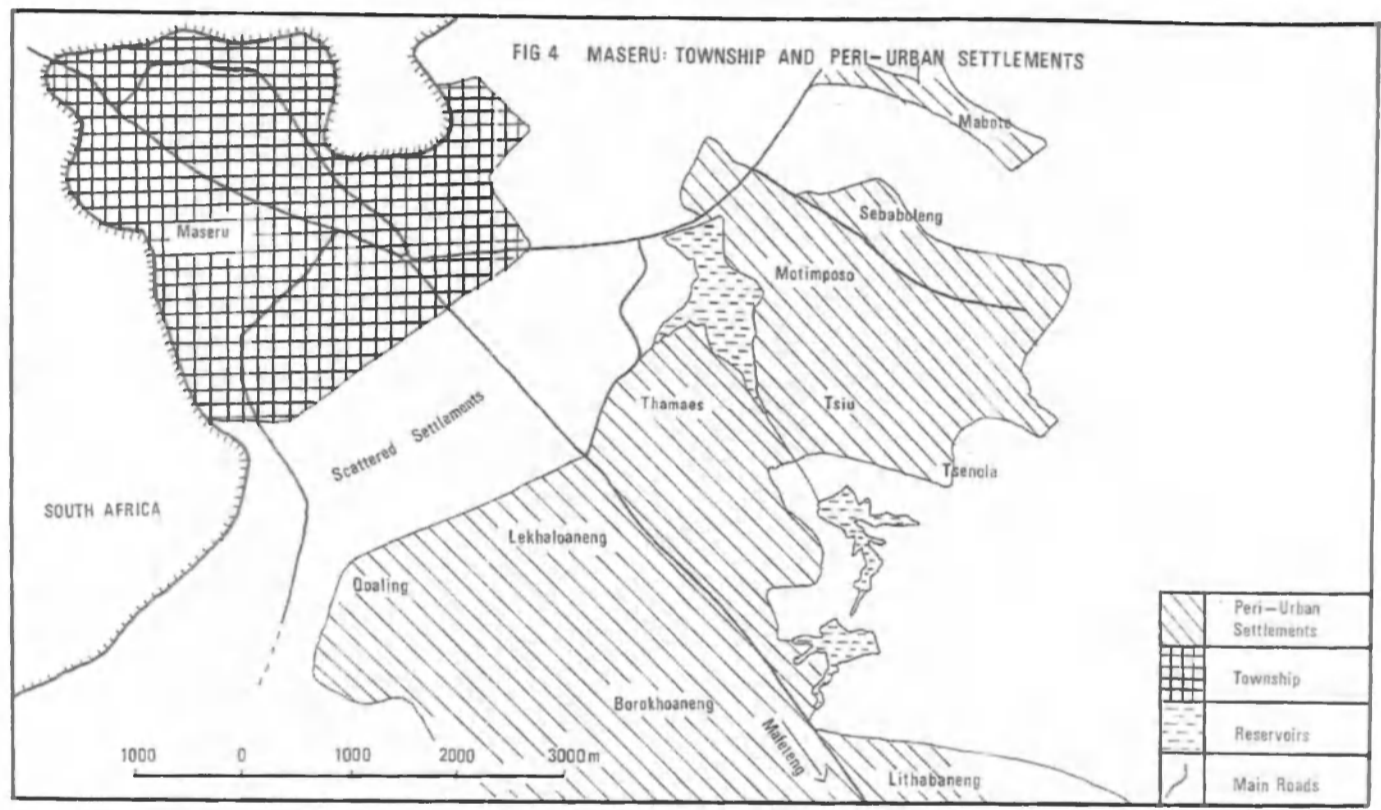 FIG 4 MASERU: TOWNSHIP AND PERI-URBAN SETTLEMENTS
Mabote
Sebaboleng
Maseru
Motimposo
Thamaes
Tsiu
Scattered Settlements
Tsenola
SOUTH AFRICA
Lekhaloaneng
Qoaling
Borokhoaneng
Mafeteng
Lithabaneng
1000 0 1000 2000 3000m
Peri-Urban
Settlements
Township
Reservoirs
Main Roads